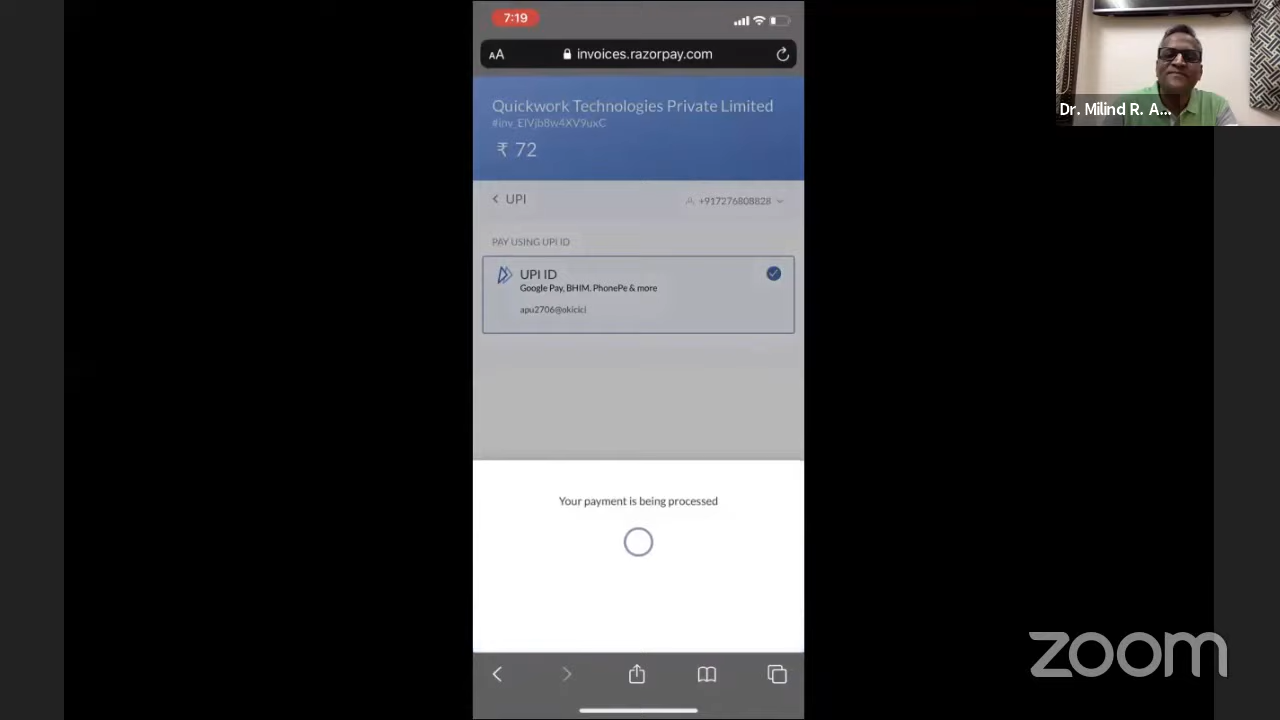 7:19
AA invoices.razorpay.com
Quickwork Technologies Private Limited
#inv_EIVjb8w4XV9uxC
₹ 72
UPI
+917276808828
PAY USING UPI ID
UPI ID
Google Pay, BHIM, PhonePe & more
apu2706@okicici
Your payment is being processed
Dr. Milind R. A...
zoom